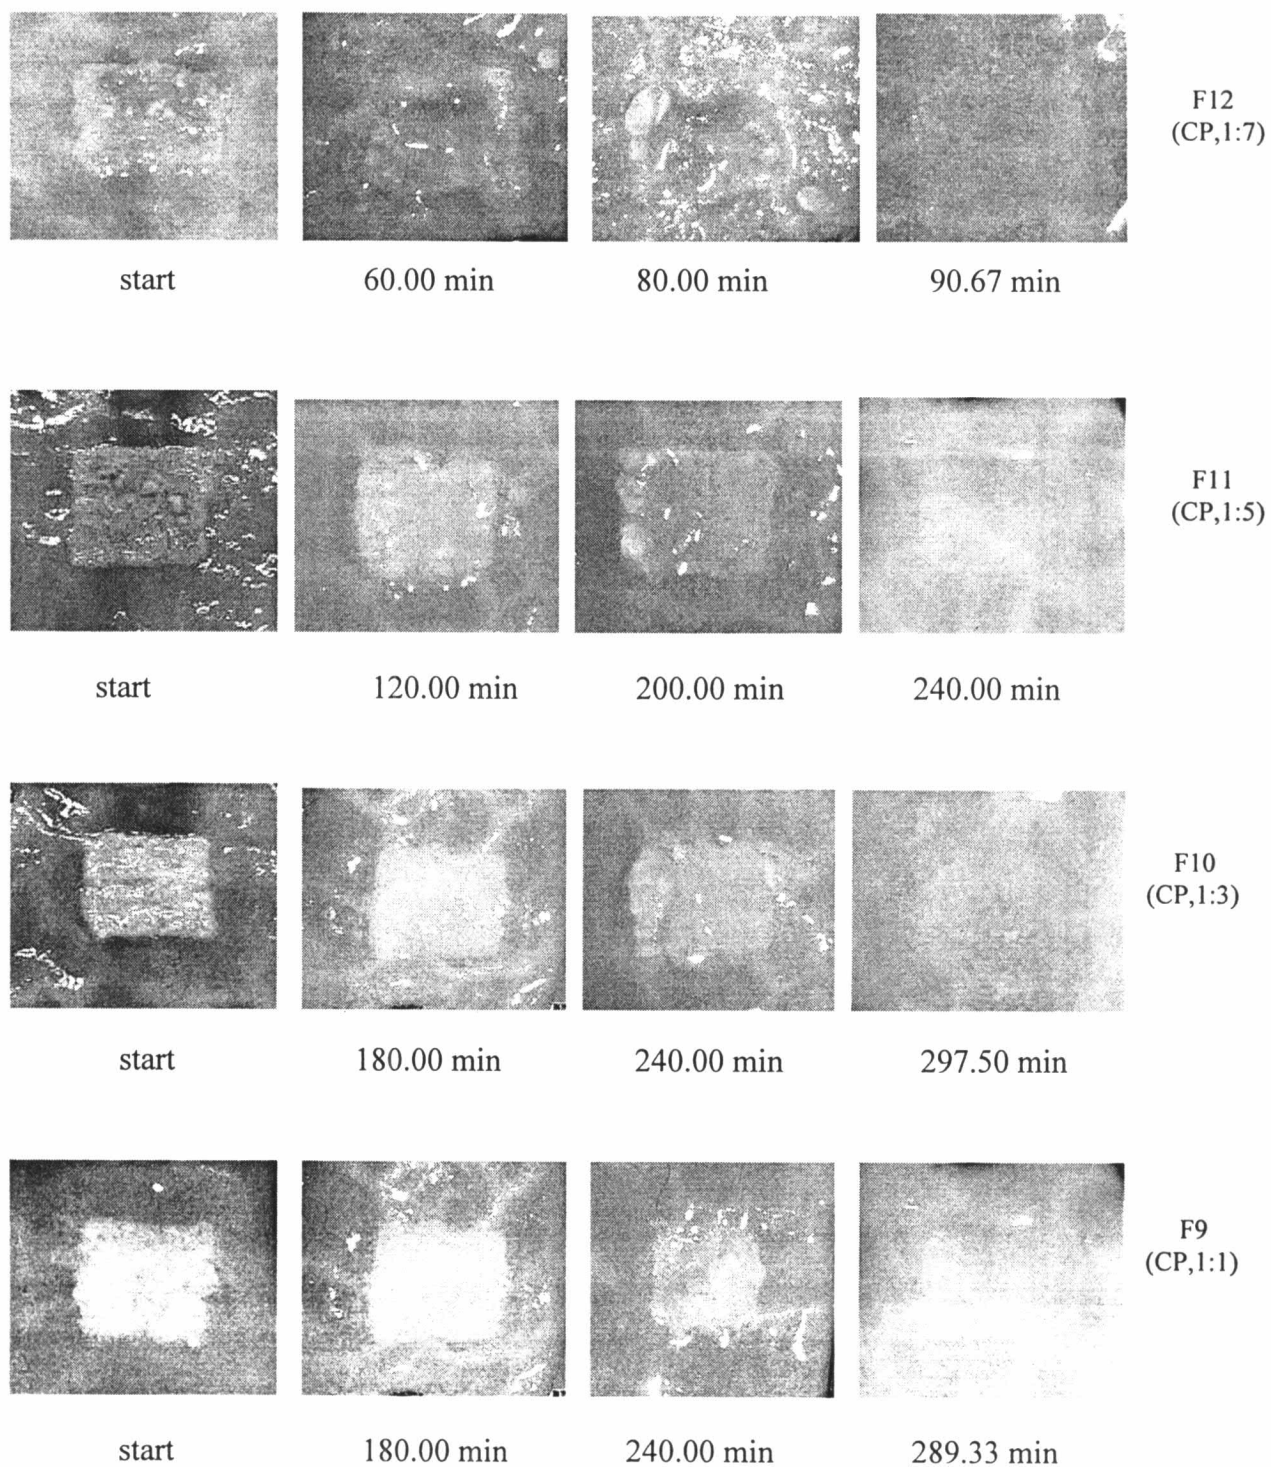 F12
(CP,1:7)
start 60.00 min 80.00 min 90.67 min
F11
(CP,1:5)
start 120.00 min 200.00 min 240.00 min
F10
(CP,1:3)
start 180.00 min 240.00 min 297.50 min
F9
(CP,1:1)
start 180.00 min 240.00 min 289.33 min